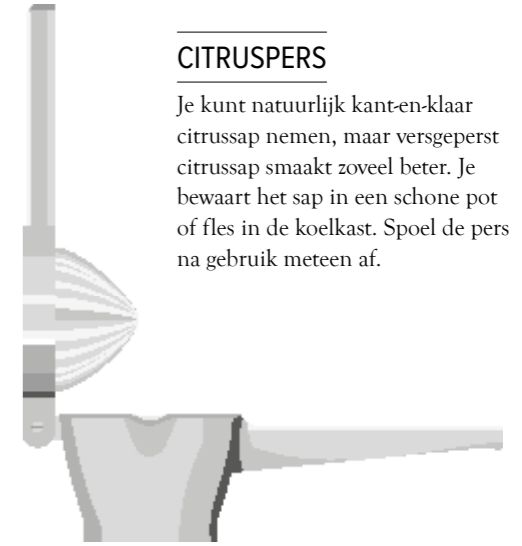 CITRUSPERS
Je kunt natuurlijk kant-en-klaar
citrussap nemen, maar versgeperst
citrussap smaakt zoveel beter. Je
bewaart het sap in een schone pot
of fles in de koelkast. Spoel de pers
na gebruik meteen af.